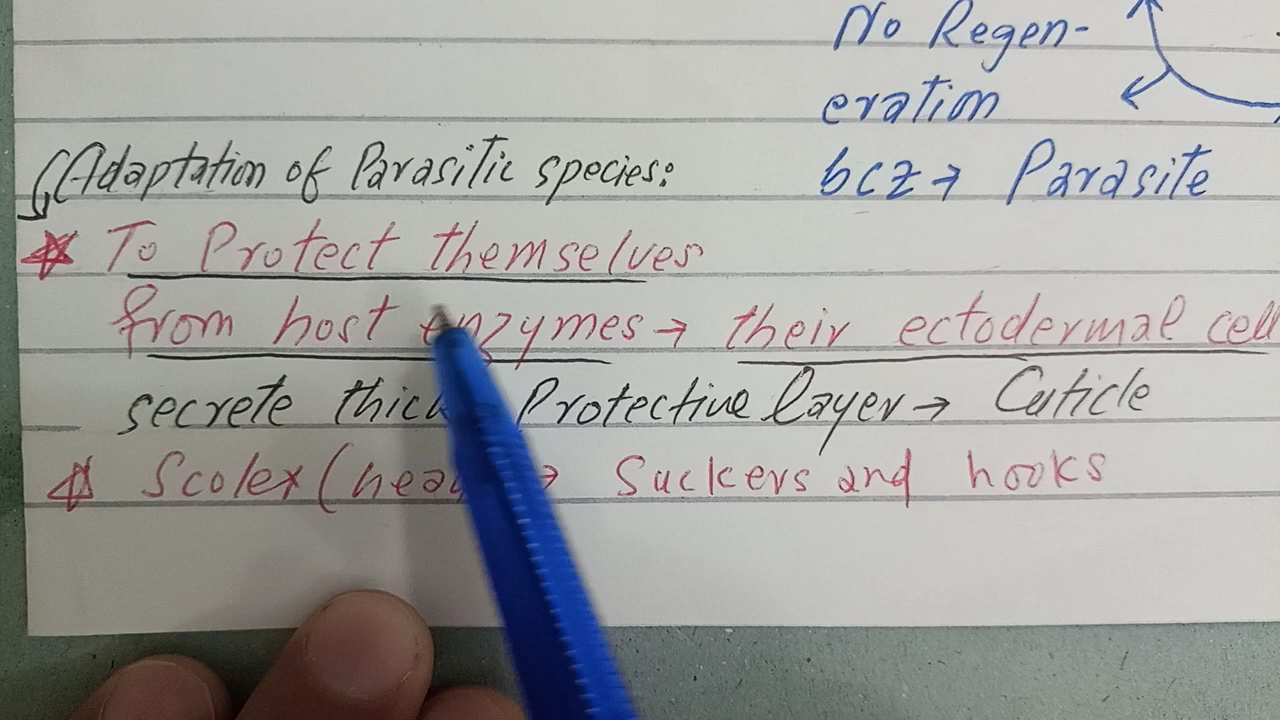 No Regen-
eration
bcz → Parasite
(Adaptation of Parasitic species:
To Protect themselves
from host enzymes → their ectodermal cell
secrete Protective layer → Cuticle
Scolex → Suckers and hooks